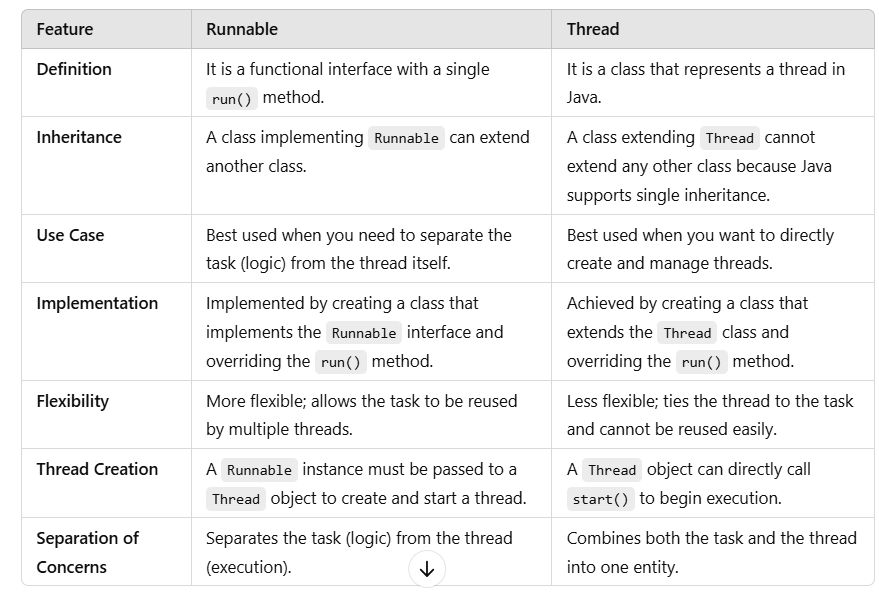 Feature Runnable Thread
Definition
It is a functional interface with a single
run() method.
It is a class that represents a thread in
Java.
Inheritance
A class implementing Runnable can extend
another class.
A class extending Thread cannot
extend any other class because Java
supports single inheritance.
Use Case
Best used when you need to separate the
task (logic) from the thread itself.
Best used when you want to directly
create and manage threads.
Implementation
Implemented by creating a class that
implements the Runnable interface and
overriding the run() method.
Achieved by creating a class that
extends the Thread class and
overriding the run() method.
Flexibility
More flexible; allows the task to be reused
by multiple threads.
Less flexible; ties the thread to the task
and cannot be reused easily.
Thread Creation
A Runnable instance must be passed to a
Thread object to create and start a thread.
A Thread object can directly call
start() to begin execution.
Separation of
Concerns
Separates the task (logic) from the thread
(execution).
Combines both the task and the thread
into one entity.